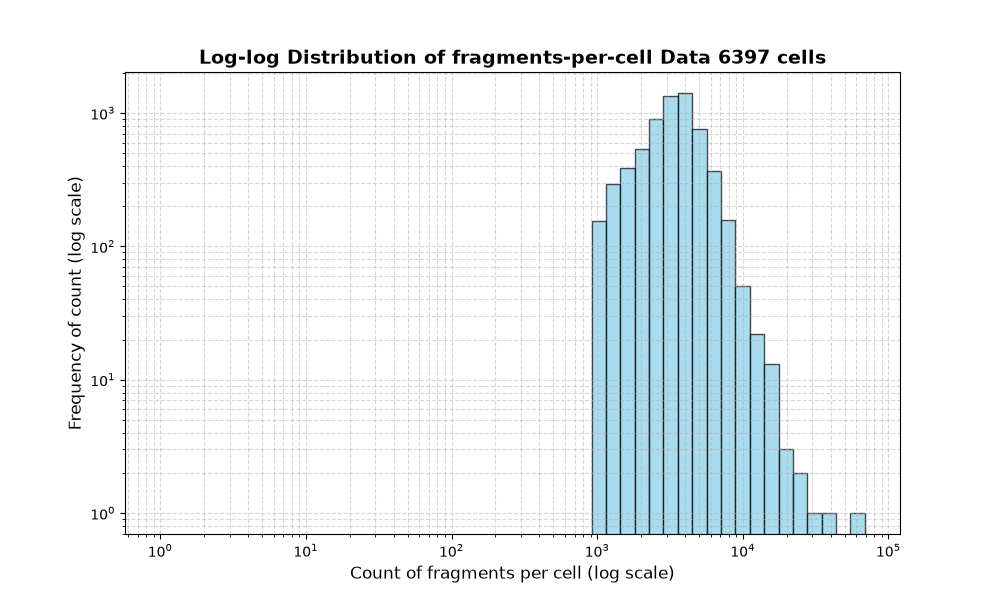 Log-log Distribution of fragments-per-cell Data 6397 cells
Frequency of count (log scale)
10³
10²
10¹
10⁰
10⁰ 10¹ 10² 10³ 10⁴ 10⁵
Count of fragments per cell (log scale)